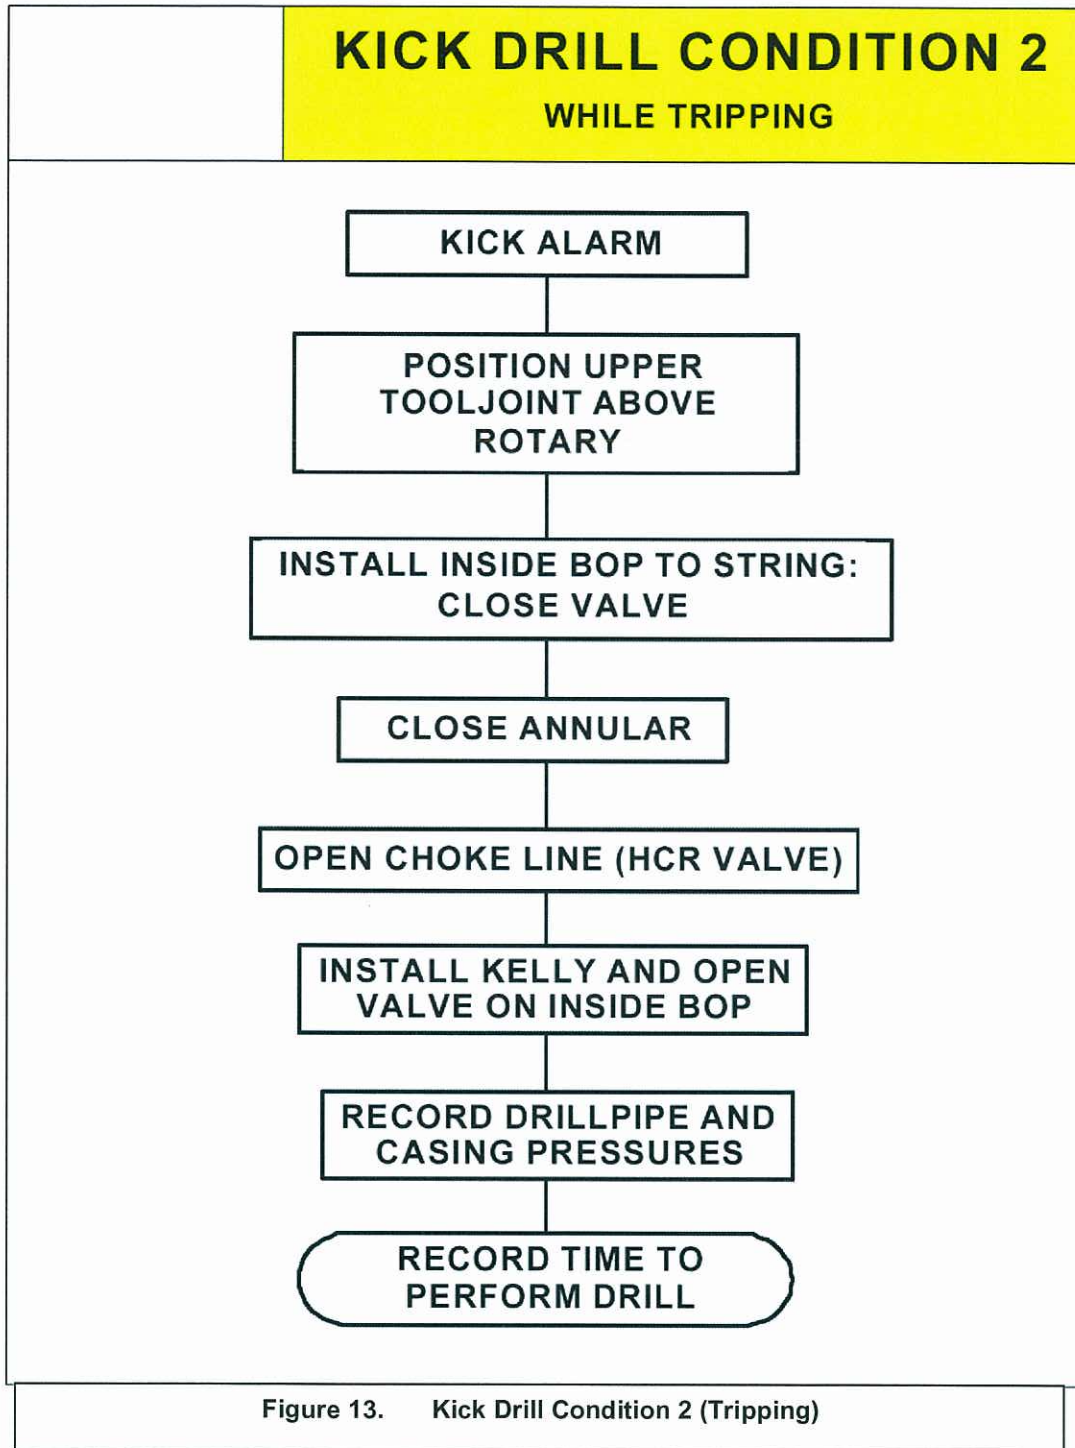 KICK DRILL CONDITION 2
WHILE TRIPPING
KICK ALARM
POSITION UPPER
TOOLJOINT ABOVE
ROTARY
INSTALL INSIDE BOP TO STRING:
CLOSE VALVE
CLOSE ANNULAR
OPEN CHOKE LINE (HCR VALVE)
INSTALL KELLY AND OPEN
VALVE ON INSIDE BOP
RECORD DRILLPIPE AND
CASING PRESSURES
RECORD TIME TO
PERFORM DRILL
Figure 13. Kick Drill Condition 2 (Tripping)